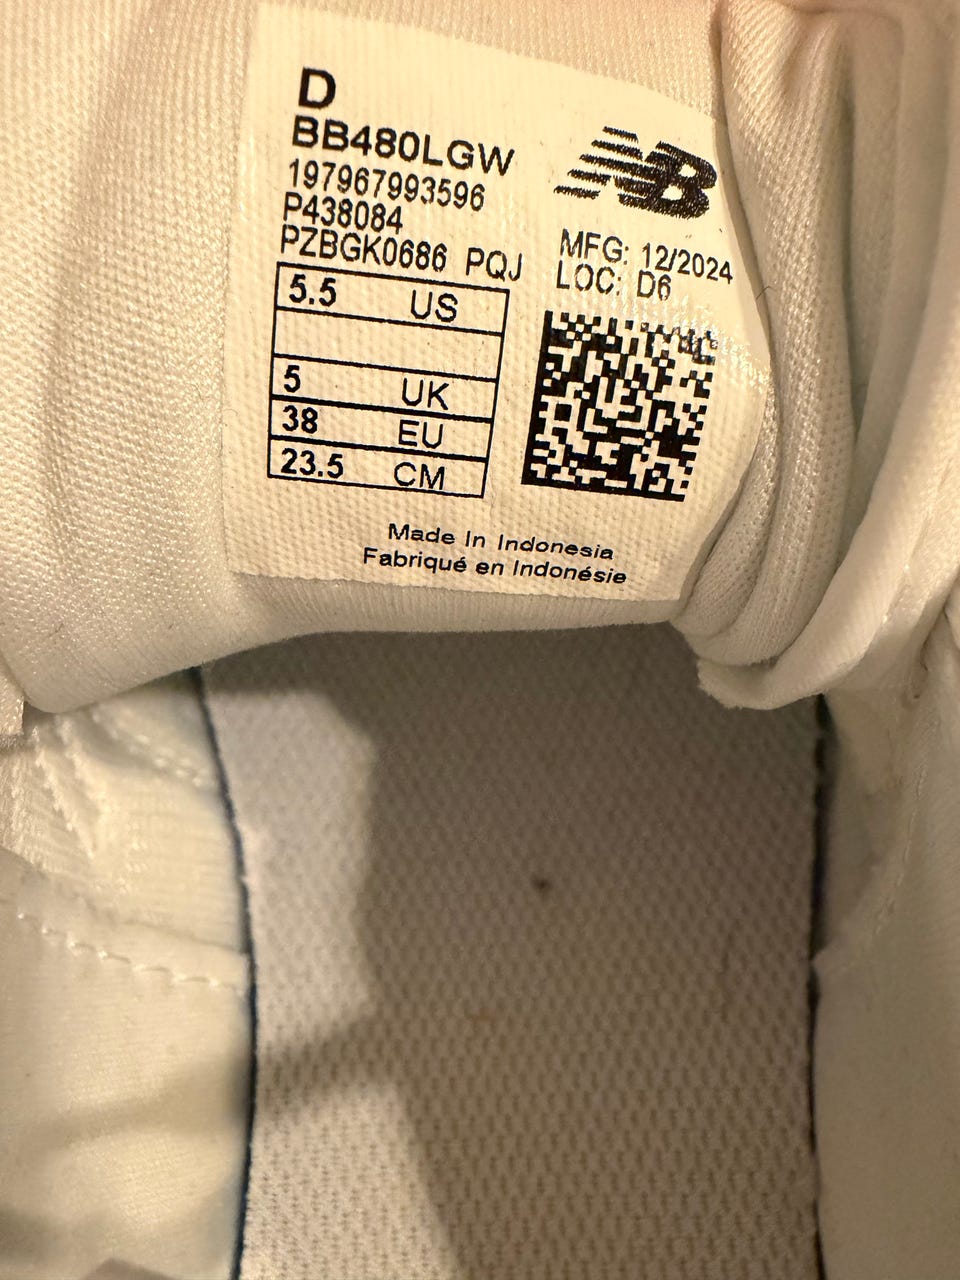 D
BB480LGW
197967993596
P438084
PZBGK0686 PQJ
NB
MFG: 12/2024
LOC: D6
5.5 US
5 UK
38 EU
23.5 CM
Made In Indonesia
Fabriqué en Indonésie